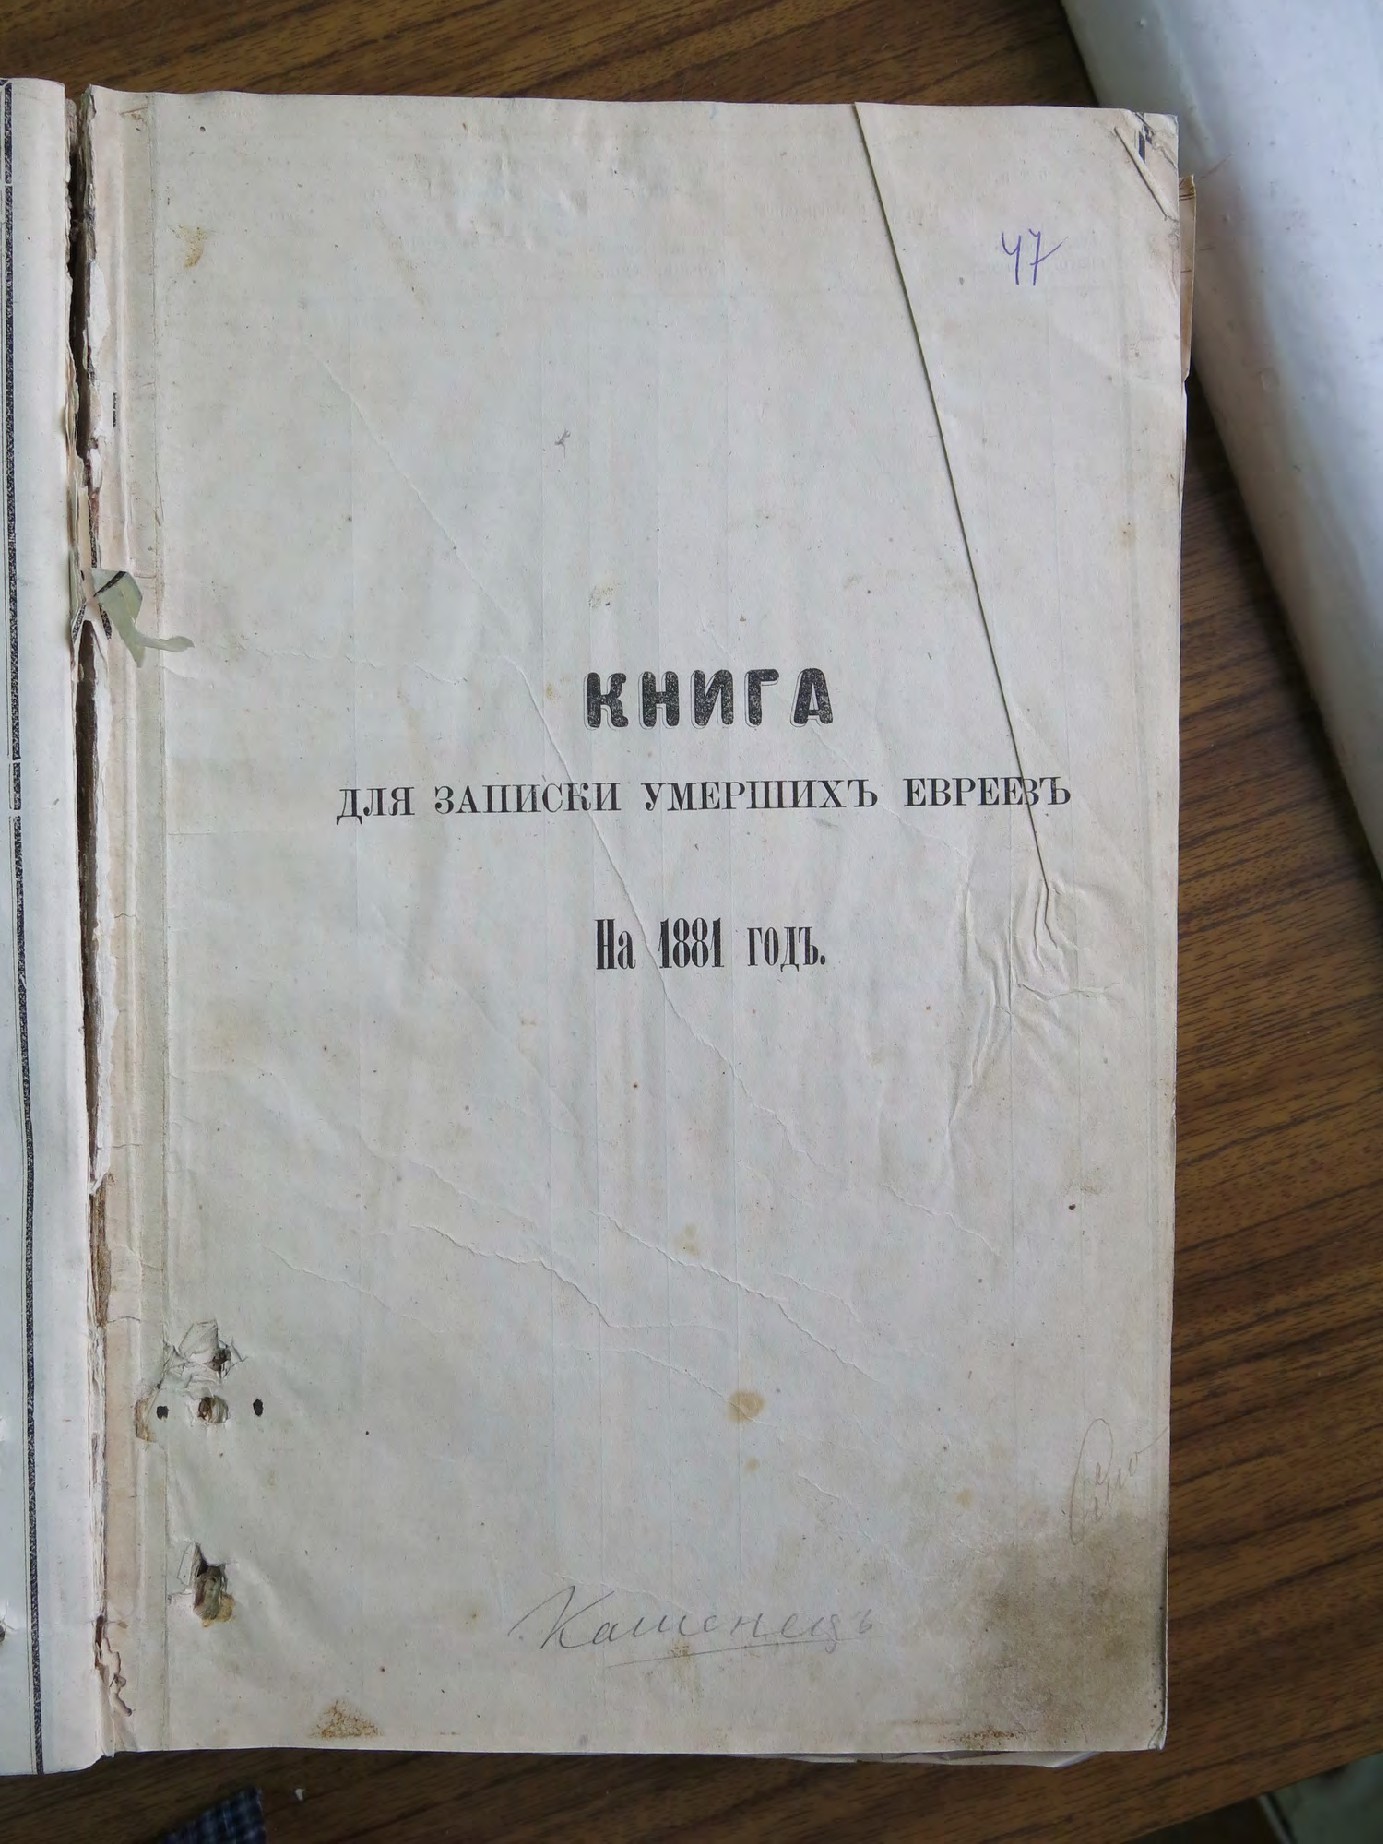 47
КНИГА
ДЛЯ ЗАПИСКИ УМЕРШИХЪ ЕВРЕЕВЪ
На 1881 годъ.
Каменецъ